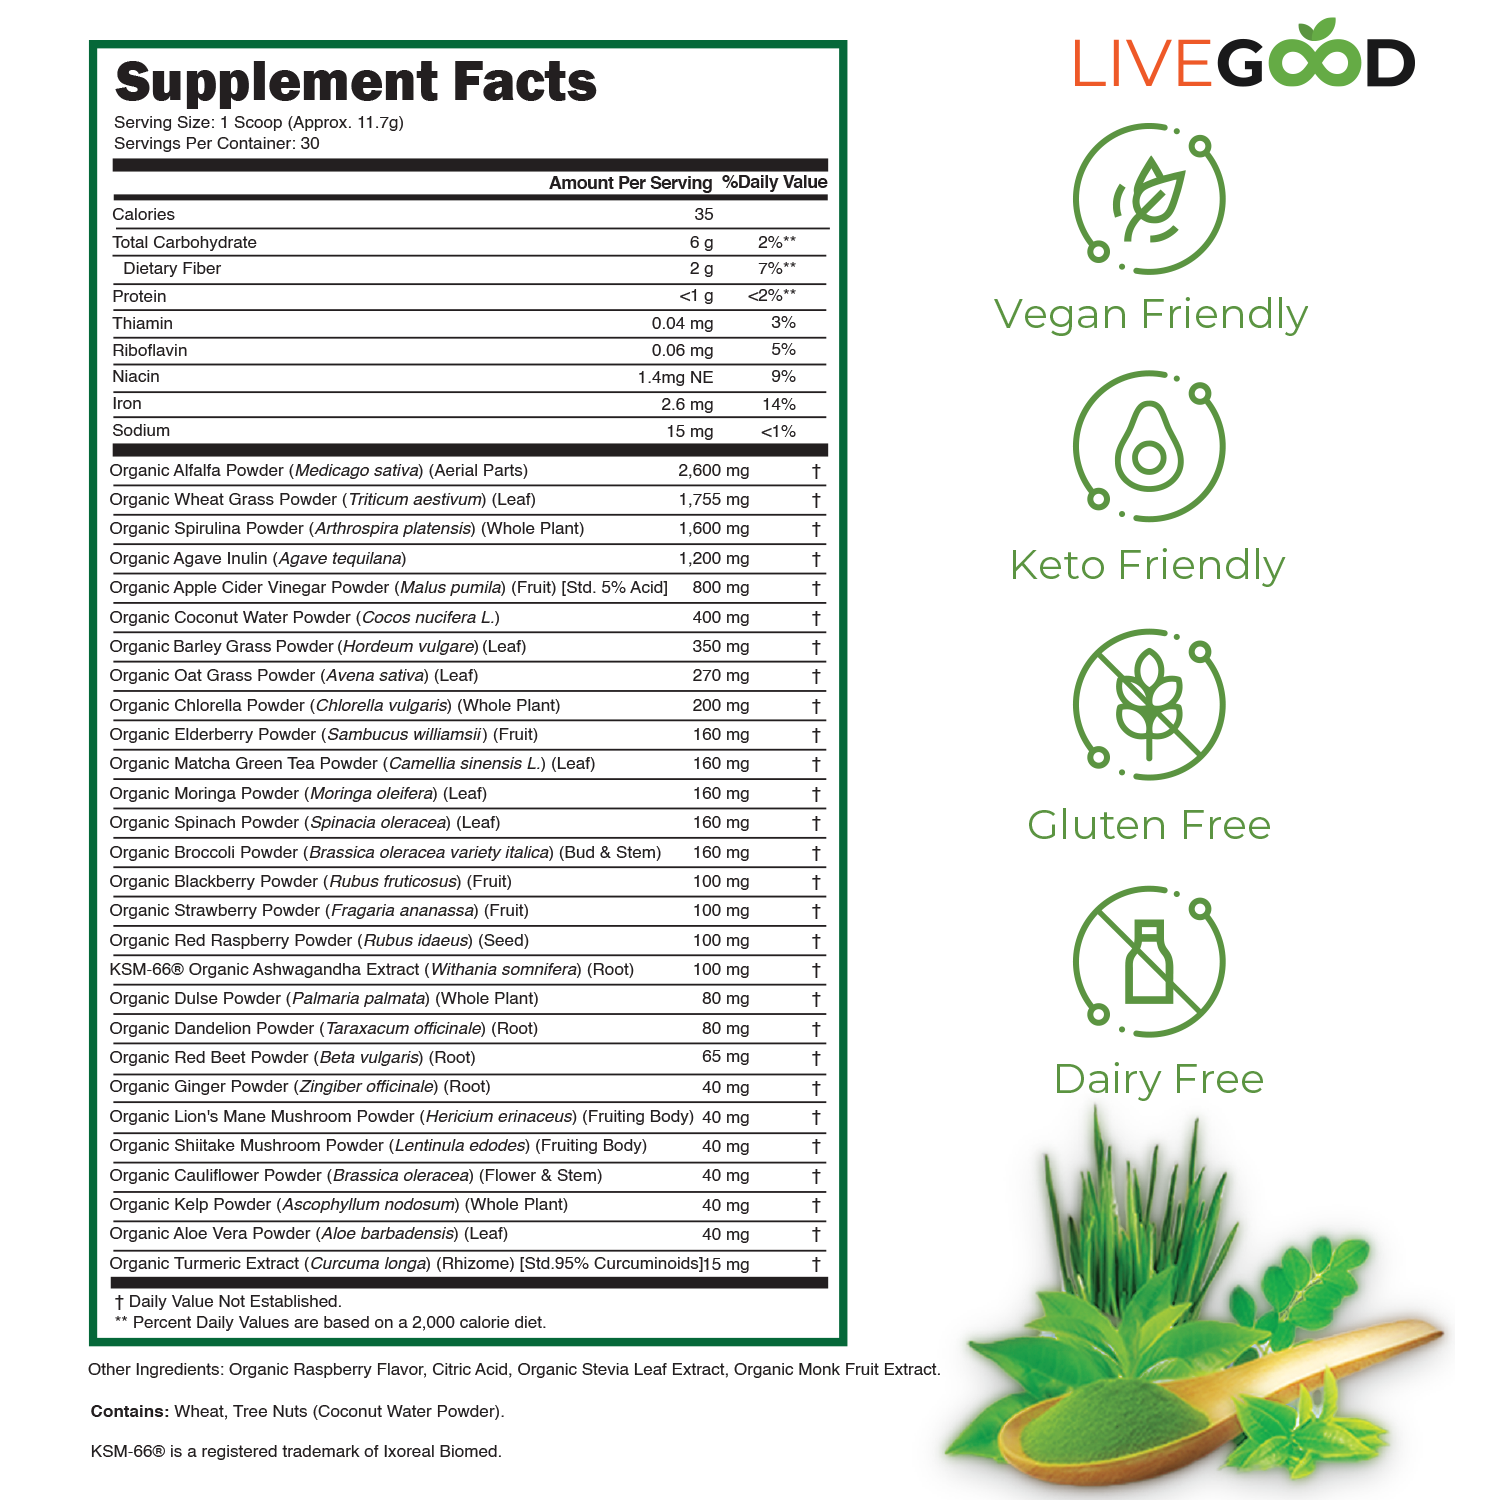 Supplement Facts
Serving Size: 1 Scoop (Approx. 11.7g)
Servings Per Container: 30
Amount Per Serving %Daily Value
Calories 35
Total Carbohydrate 6 g 2%**
Dietary Fiber 2 g 7%**
Protein <1 g <2%**
Thiamin 0.04 mg 3%
Riboflavin 0.06 mg 5%
Niacin 1.4mg NE 9%
Iron 2.6 mg 14%
Sodium 15 mg <1%
Organic Alfalfa Powder (Medicago sativa) (Aerial Parts) 2,600 mg †
Organic Wheat Grass Powder (Triticum aestivum) (Leaf) 1,755 mg †
Organic Spirulina Powder (Arthrospira platensis) (Whole Plant) 1,600 mg †
Organic Agave Inulin (Agave tequilana) 1,200 mg †
Organic Apple Cider Vinegar Powder (Malus pumila) (Fruit) [Std. 5% Acid] 800 mg †
Organic Coconut Water Powder (Cocos nucifera L.) 400 mg †
Organic Barley Grass Powder (Hordeum vulgare) (Leaf) 350 mg †
Organic Oat Grass Powder (Avena sativa) (Leaf) 270 mg †
Organic Chlorella Powder (Chlorella vulgaris) (Whole Plant) 200 mg †
Organic Elderberry Powder (Sambucus williamsii) (Fruit) 160 mg †
Organic Matcha Green Tea Powder (Camellia sinensis L.) (Leaf) 160 mg †
Organic Moringa Powder (Moringa oleifera) (Leaf) 160 mg †
Organic Spinach Powder (Spinacia oleracea) (Leaf) 160 mg †
Organic Broccoli Powder (Brassica oleracea variety italica) (Bud & Stem) 160 mg †
Organic Blackberry Powder (Rubus fruticosus) (Fruit) 100 mg †
Organic Strawberry Powder (Fragaria ananassa) (Fruit) 100 mg †
Organic Red Raspberry Powder (Rubus idaeus) (Seed) 100 mg †
KSM-66® Organic Ashwagandha Extract (Withania somnifera) (Root) 100 mg †
Organic Dulse Powder (Palmaria palmata) (Whole Plant) 80 mg †
Organic Dandelion Powder (Taraxacum officinale) (Root) 80 mg †
Organic Red Beet Powder (Beta vulgaris) (Root) 65 mg †
Organic Ginger Powder (Zingiber officinale) (Root) 40 mg †
Organic Lion's Mane Mushroom Powder (Hericium erinaceus) (Fruiting Body) 40 mg †
Organic Shiitake Mushroom Powder (Lentinula edodes) (Fruiting Body) 40 mg †
Organic Cauliflower Powder (Brassica oleracea) (Flower & Stem) 40 mg †
Organic Kelp Powder (Ascophyllum nodosum) (Whole Plant) 40 mg †
Organic Aloe Vera Powder (Aloe barbadensis) (Leaf) 40 mg †
Organic Turmeric Extract (Curcuma longa) (Rhizome) [Std.95% Curcuminoids]15 mg †
† Daily Value Not Established.
** Percent Daily Values are based on a 2,000 calorie diet.
Other Ingredients: Organic Raspberry Flavor, Citric Acid, Organic Stevia Leaf Extract, Organic Monk Fruit Extract.
Contains: Wheat, Tree Nuts (Coconut Water Powder).
KSM-66® is a registered trademark of Ixoreal Biomed.
LIVEGOOD
Vegan Friendly
Keto Friendly
Gluten Free
Dairy Free